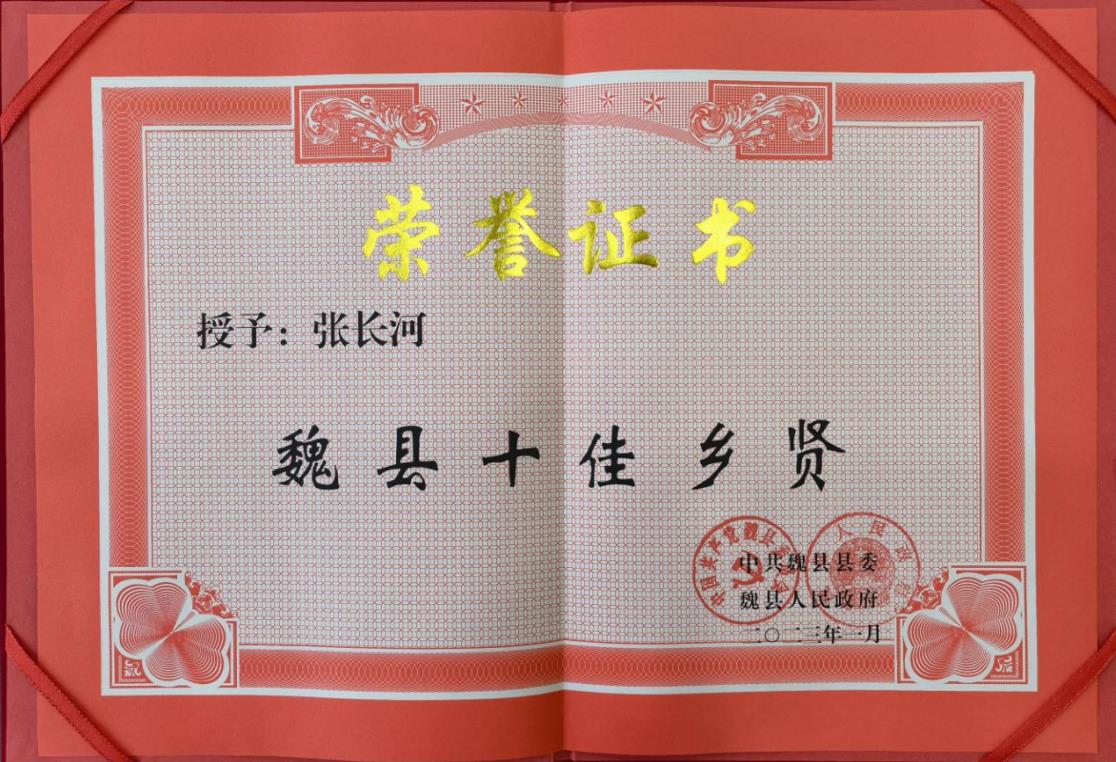 荣誉证书
授予：张长河
魏县十佳乡贤
中共魏县县委
魏县人民政府
二〇二三年一月